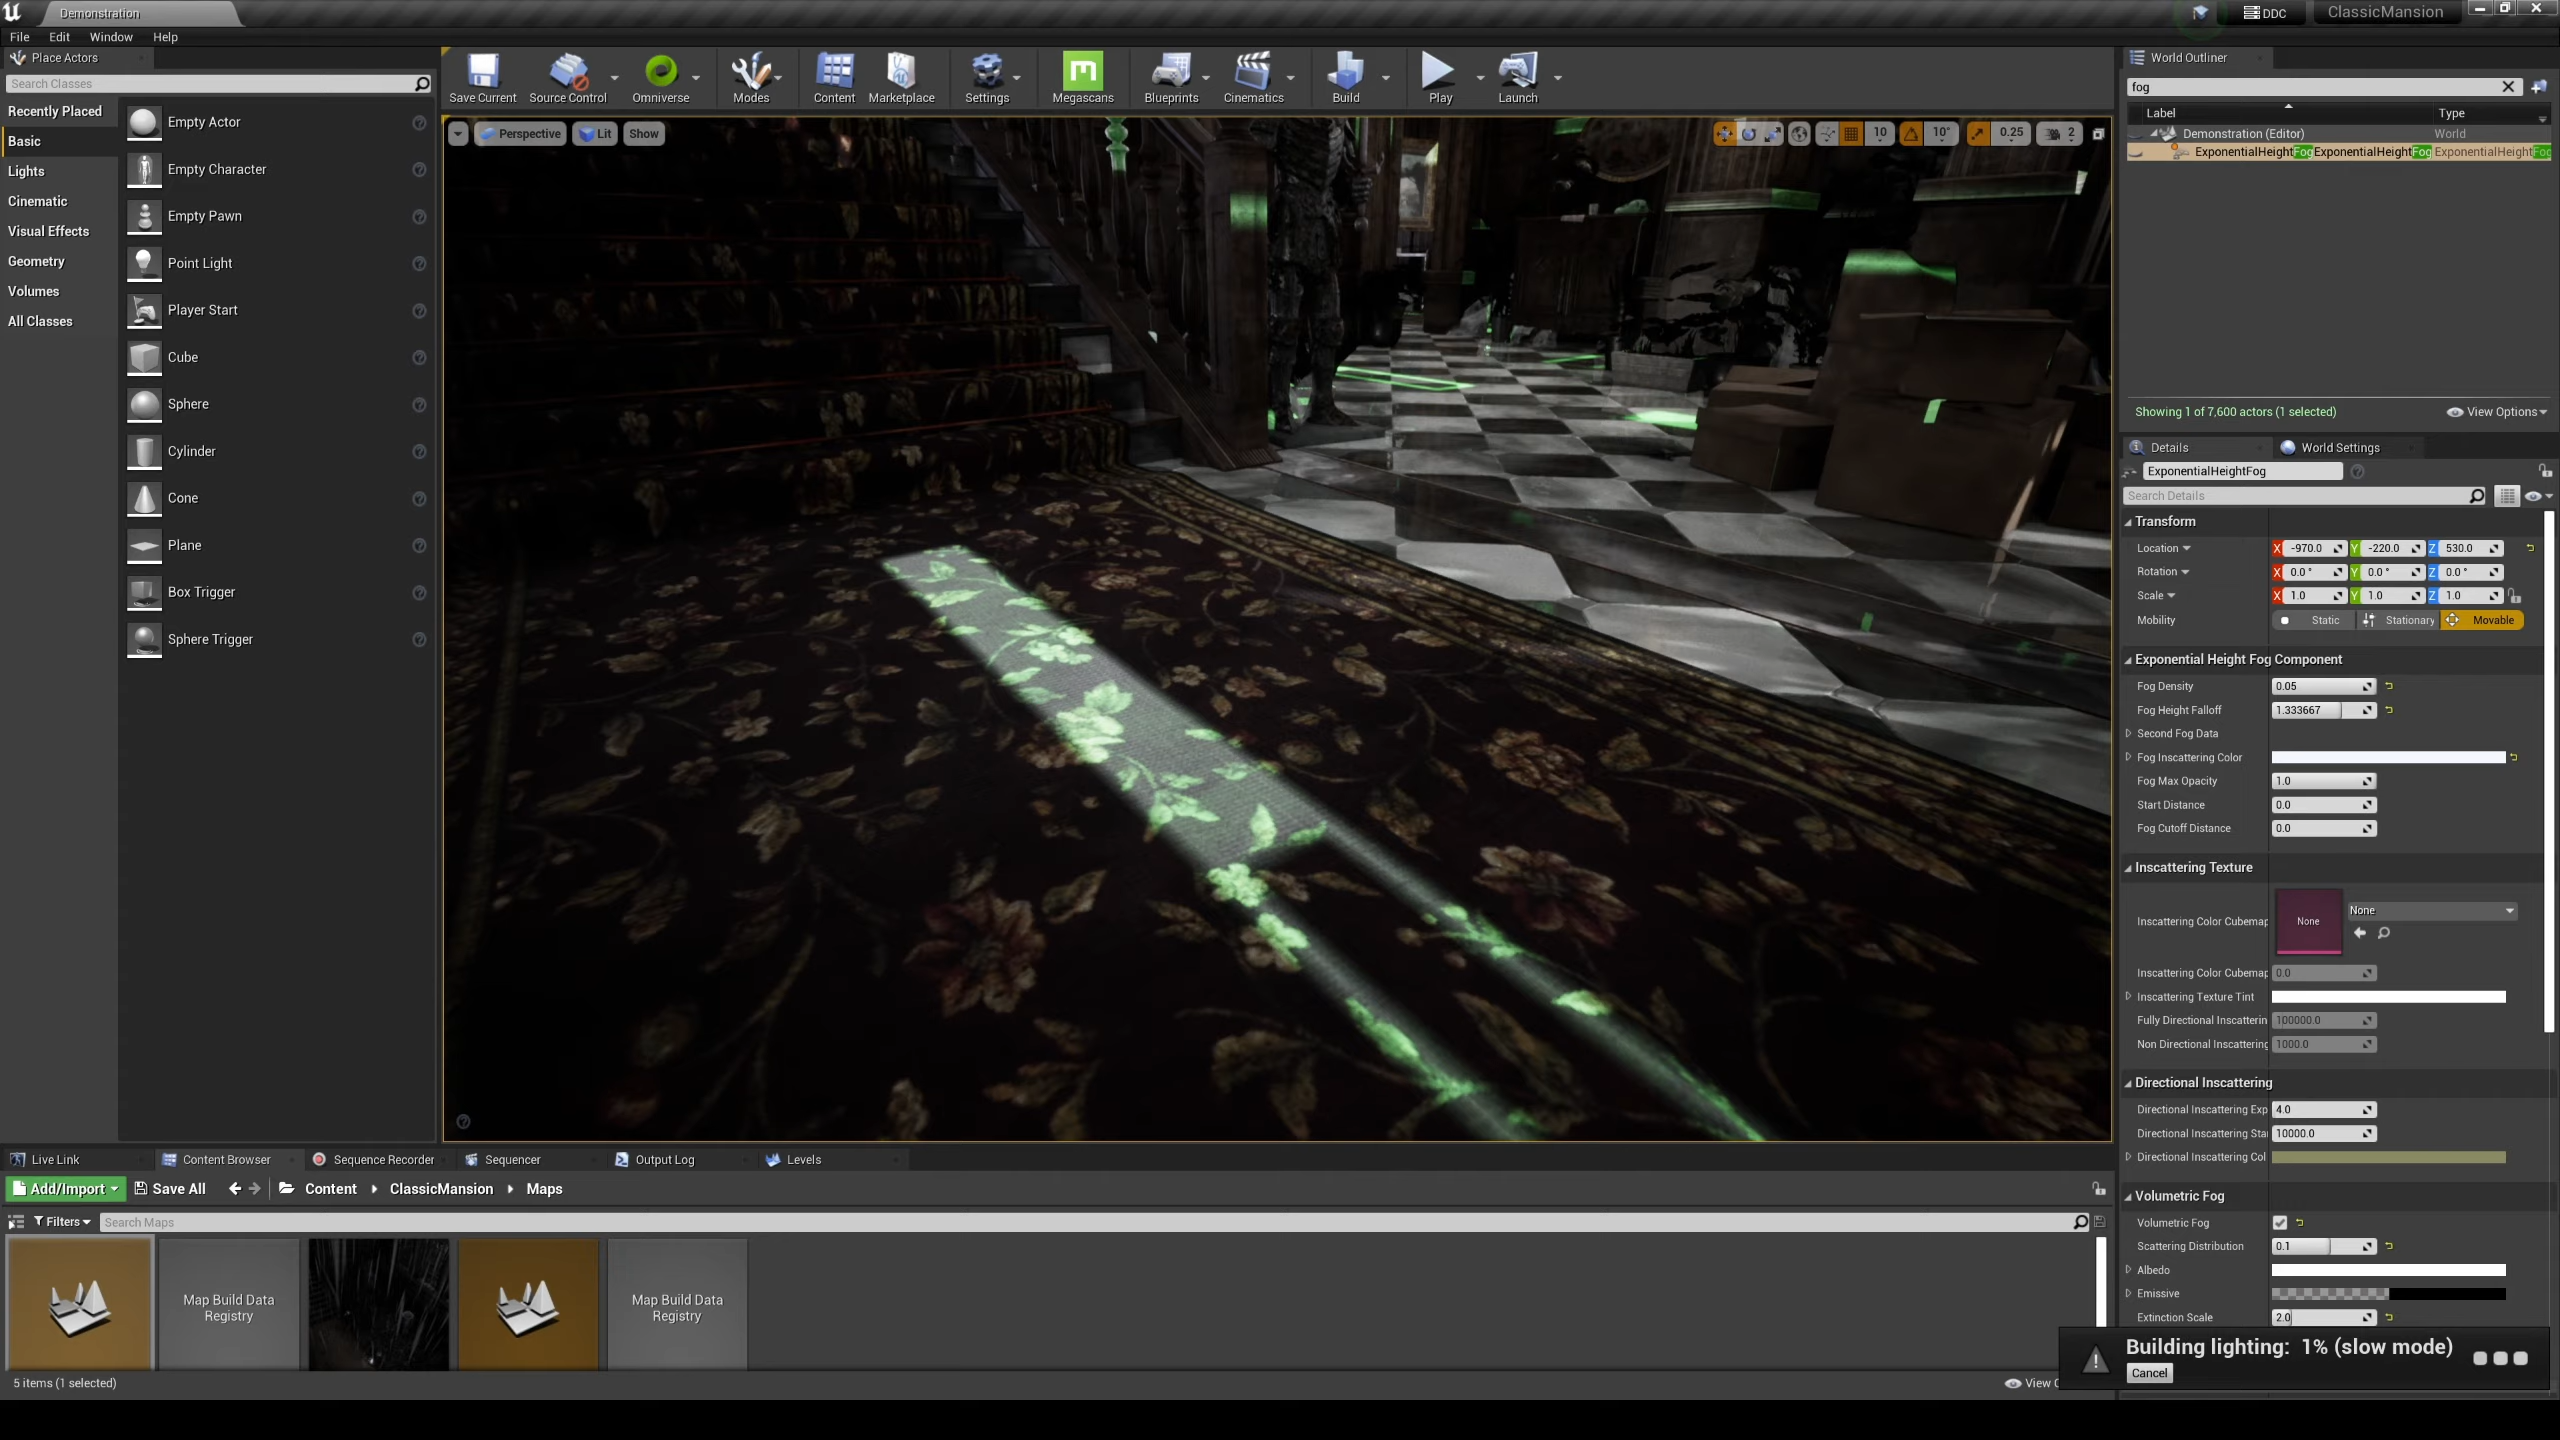 Demonstration
DDC
ClassicMansion
File Edit Window Help
Place Actors
Search Classes
Recently Placed
Basic
Lights
Cinematic
Visual Effects
Geometry
Volumes
All Classes
Empty Actor
Empty Character
Empty Pawn
Point Light
Player Start
Cube
Sphere
Cylinder
Cone
Plane
Box Trigger
Sphere Trigger
Save Current Source Control Omniverse Modes Content Marketplace Settings Megascans Blueprints Cinematics Build Play Launch
Perspective Lit Show
10 10° 0.25 2
World Outliner
fog
Label Type
Demonstration (Editor) World
ExponentialHeightFog ExponentialHeightFog ExponentialHeightFog
Showing 1 of 7,600 actors (1 selected) View Options
Details World Settings
ExponentialHeightFog
Search Details
Transform
Location X -970.0 Y -220.0 Z 530.0
Rotation X 0.0 ° Y 0.0 ° Z 0.0 °
Scale X 1.0 Y 1.0 Z 1.0
Mobility Static Stationary Movable
Exponential Height Fog Component
Fog Density 0.05
Fog Height Falloff 1.333667
Second Fog Data
Fog Inscattering Color
Fog Max Opacity 1.0
Start Distance 0.0
Fog Cutoff Distance 0.0
Inscattering Texture
Inscattering Color Cubemap None None
Inscattering Color Cubemap 0.0
Inscattering Texture Tint
Fully Directional Inscatterin 100000.0
Non Directional Inscattering 1000.0
Directional Inscattering
Directional Inscattering Exp 4.0
Directional Inscattering Sta 10000.0
Directional Inscattering Col
Volumetric Fog
Volumetric Fog
Scattering Distribution 0.1
Albedo
Emissive
Extinction Scale 2.0
Building lighting: 1% (slow mode)
Cancel
Live Link Content Browser Sequence Recorder Sequencer Output Log Levels
Add/Import Save All Content ClassicMansion Maps
Filters Search Maps
Map Build Data
Registry
Map Build Data
Registry
5 items (1 selected)
View